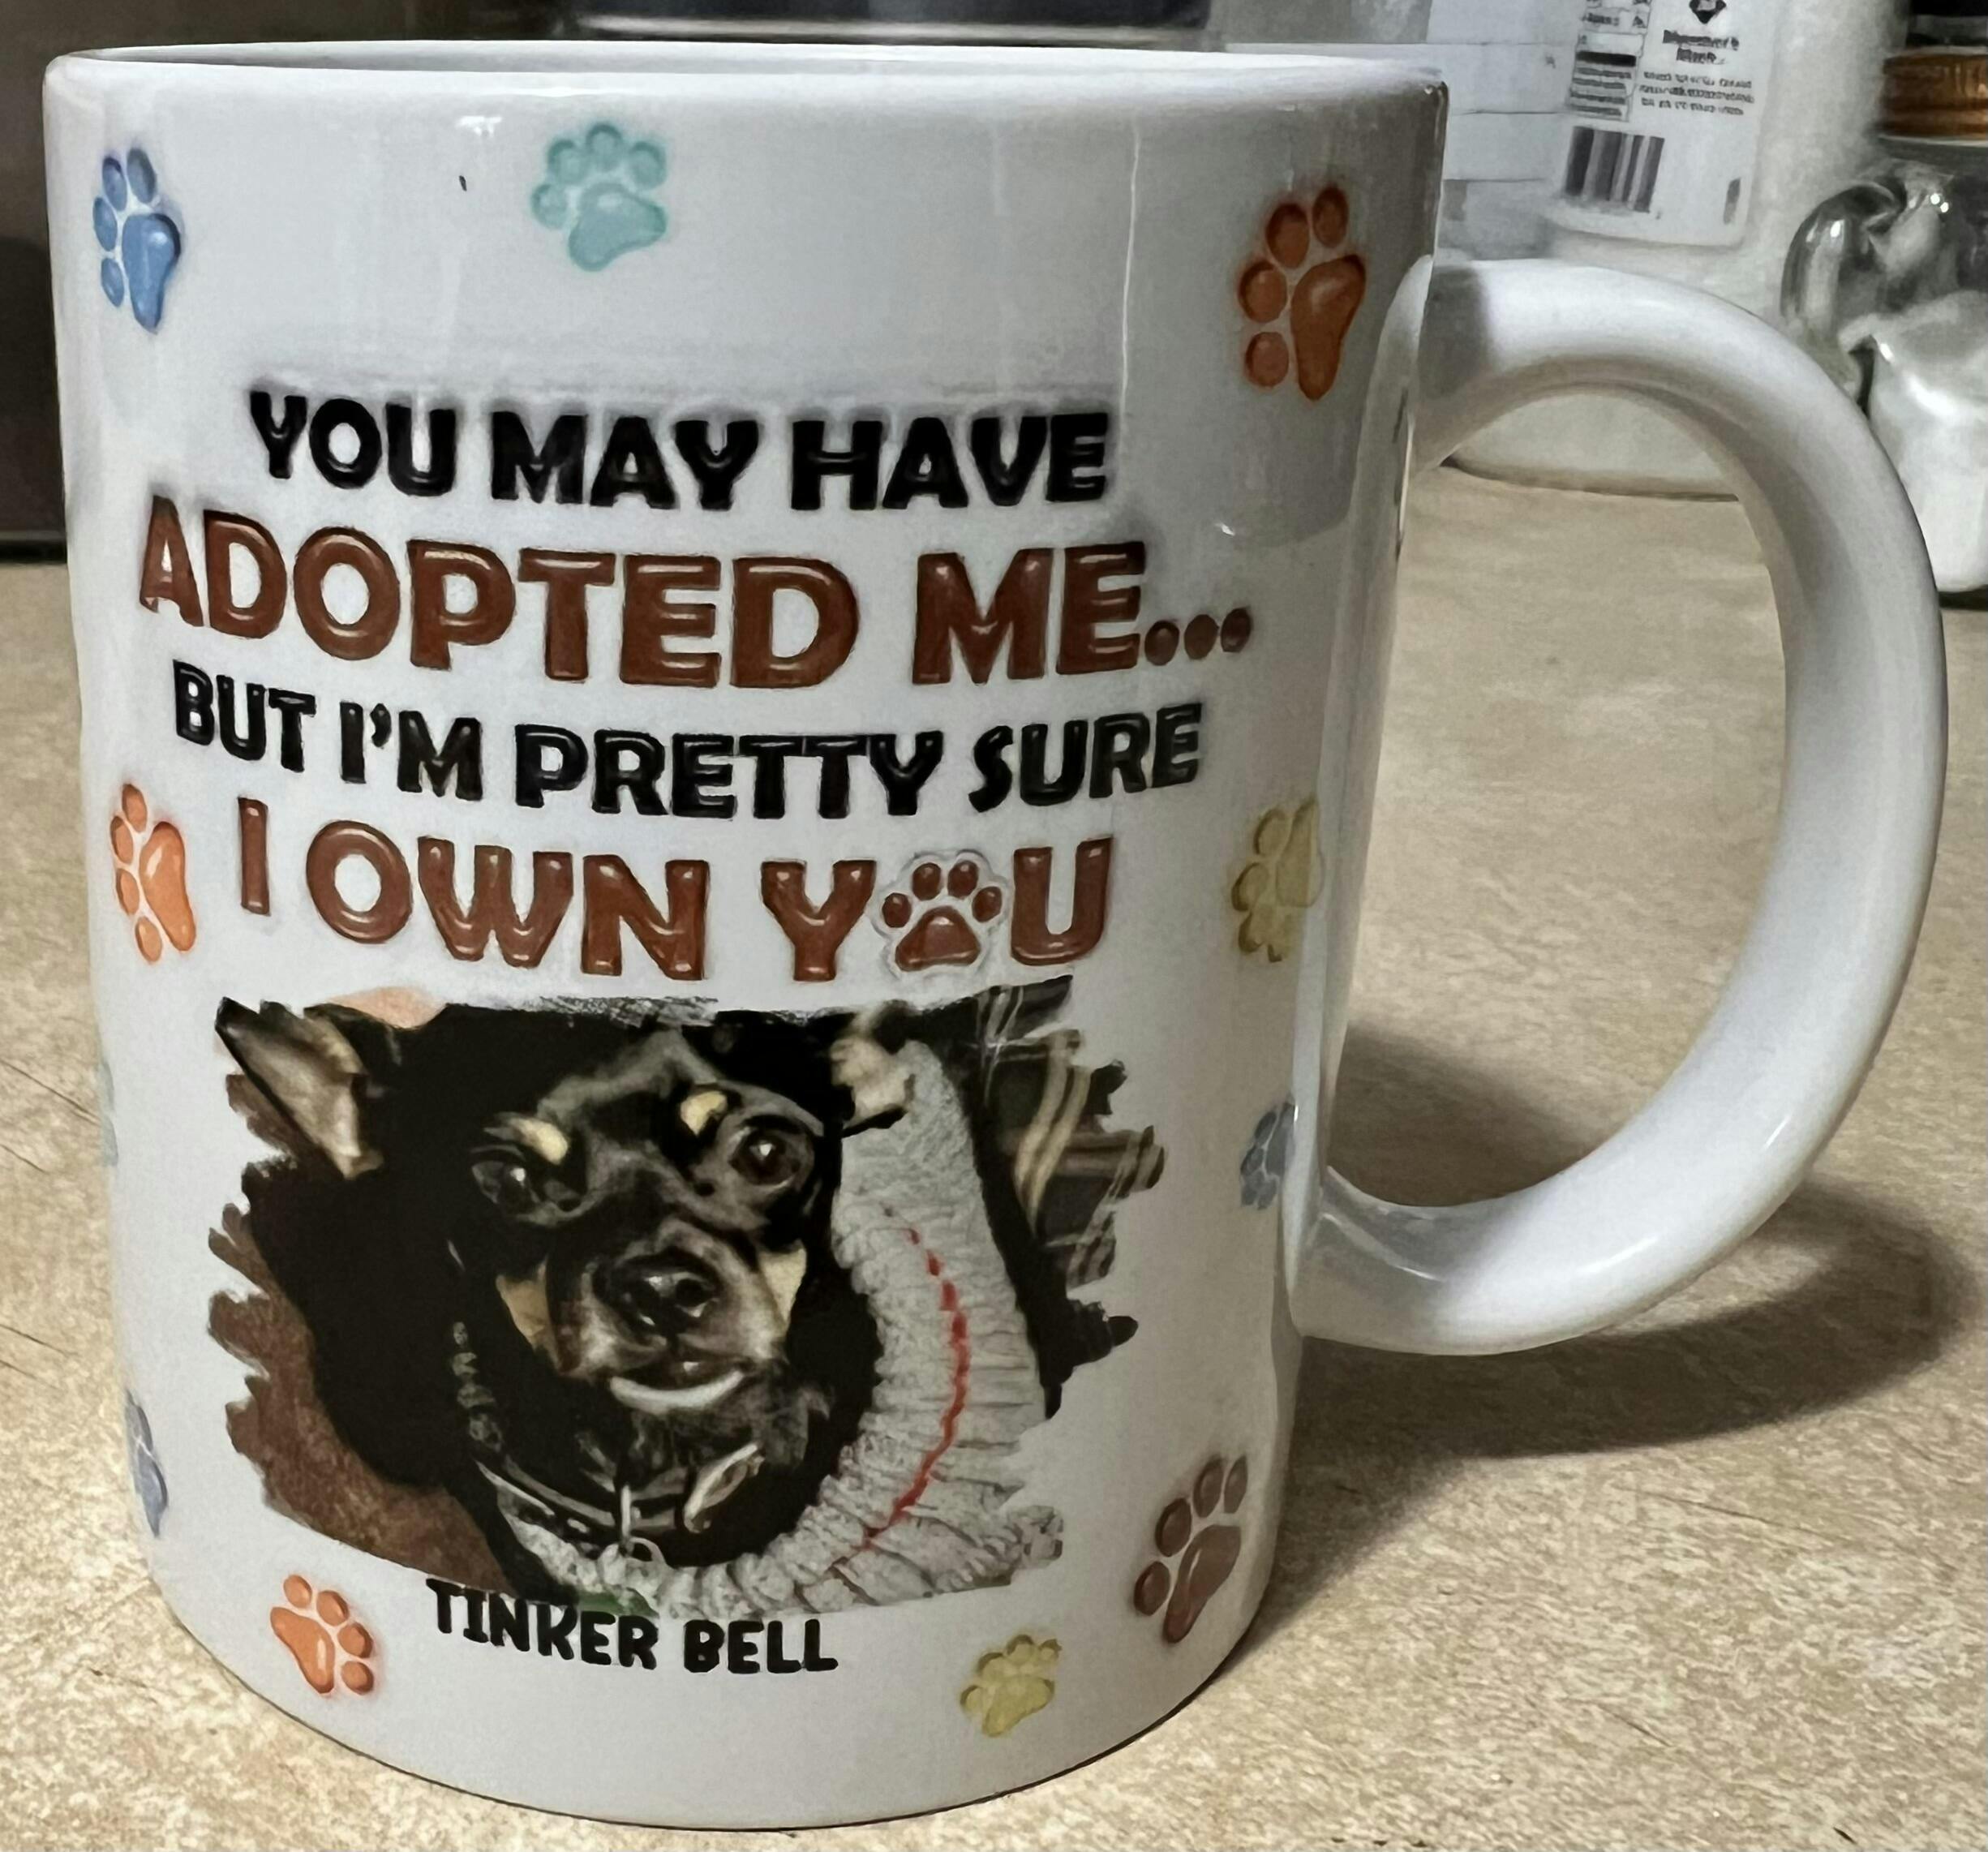 YOU MAY HAVE
ADOPTED ME...
BUT I'M PRETTY SURE
I OWN YOU
TINKER BELL